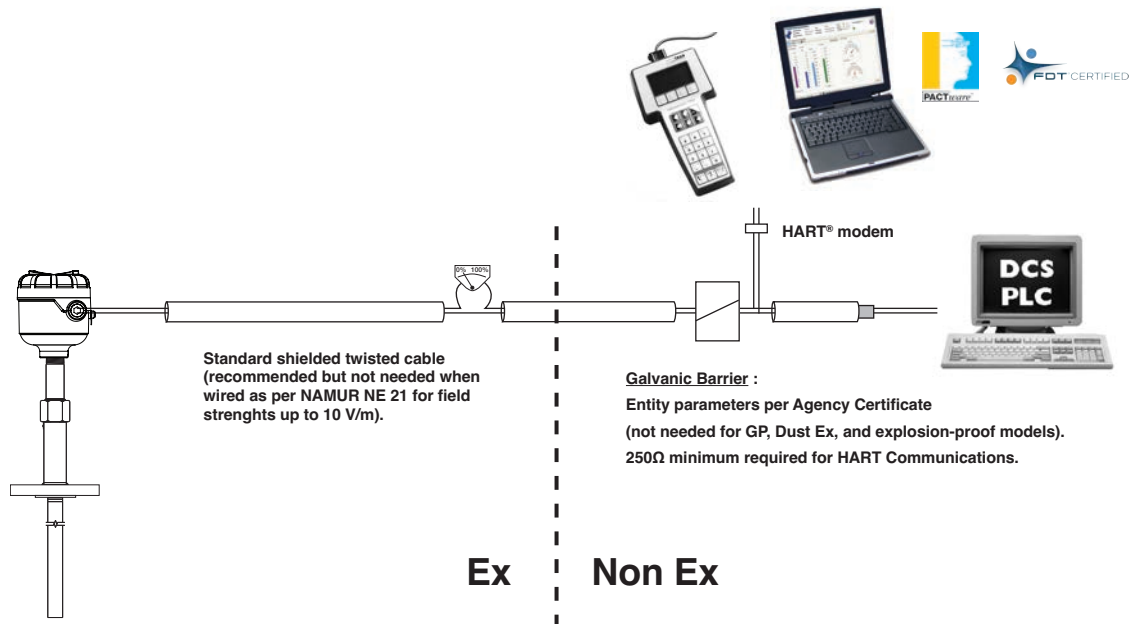 PACTware™
FDT CERTIFIED
HART® modem
0% 100%
DCS
PLC
Standard shielded twisted cable
(recommended but not needed when
wired as per NAMUR NE 21 for field
strenghts up to 10 V/m).
Galvanic Barrier :
Entity parameters per Agency Certificate
(not needed for GP, Dust Ex, and explosion-proof models).
250Ω minimum required for HART Communications.
Ex
Non Ex